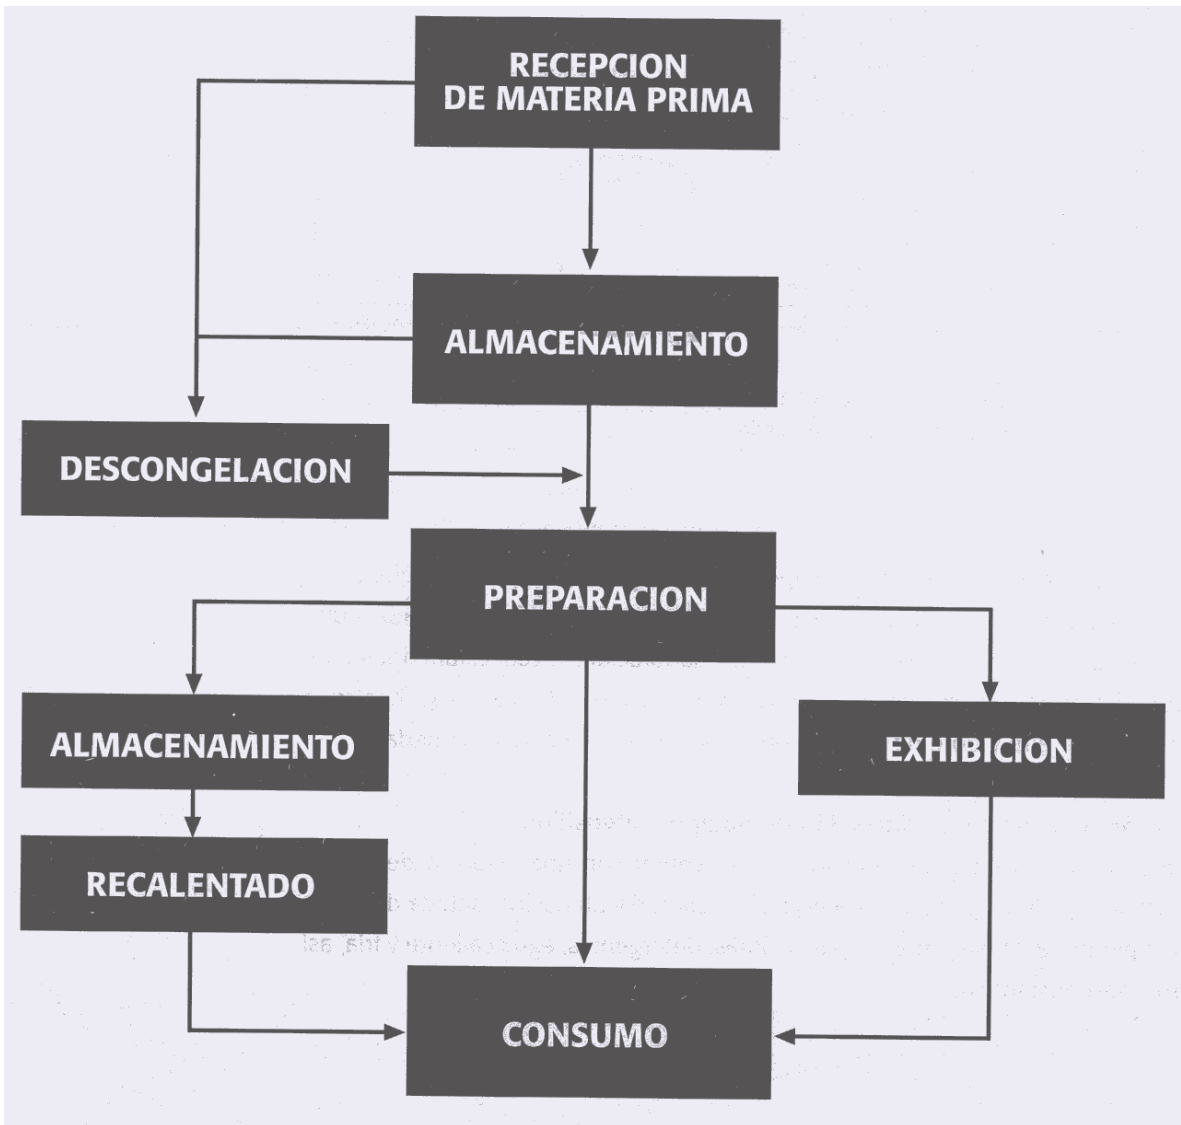 RECEPCION
DE MATERIA PRIMA
ALMACENAMIENTO
DESCONGELACION
PREPARACION
ALMACENAMIENTO
EXHIBICION
RECALENTADO
CONSUMO